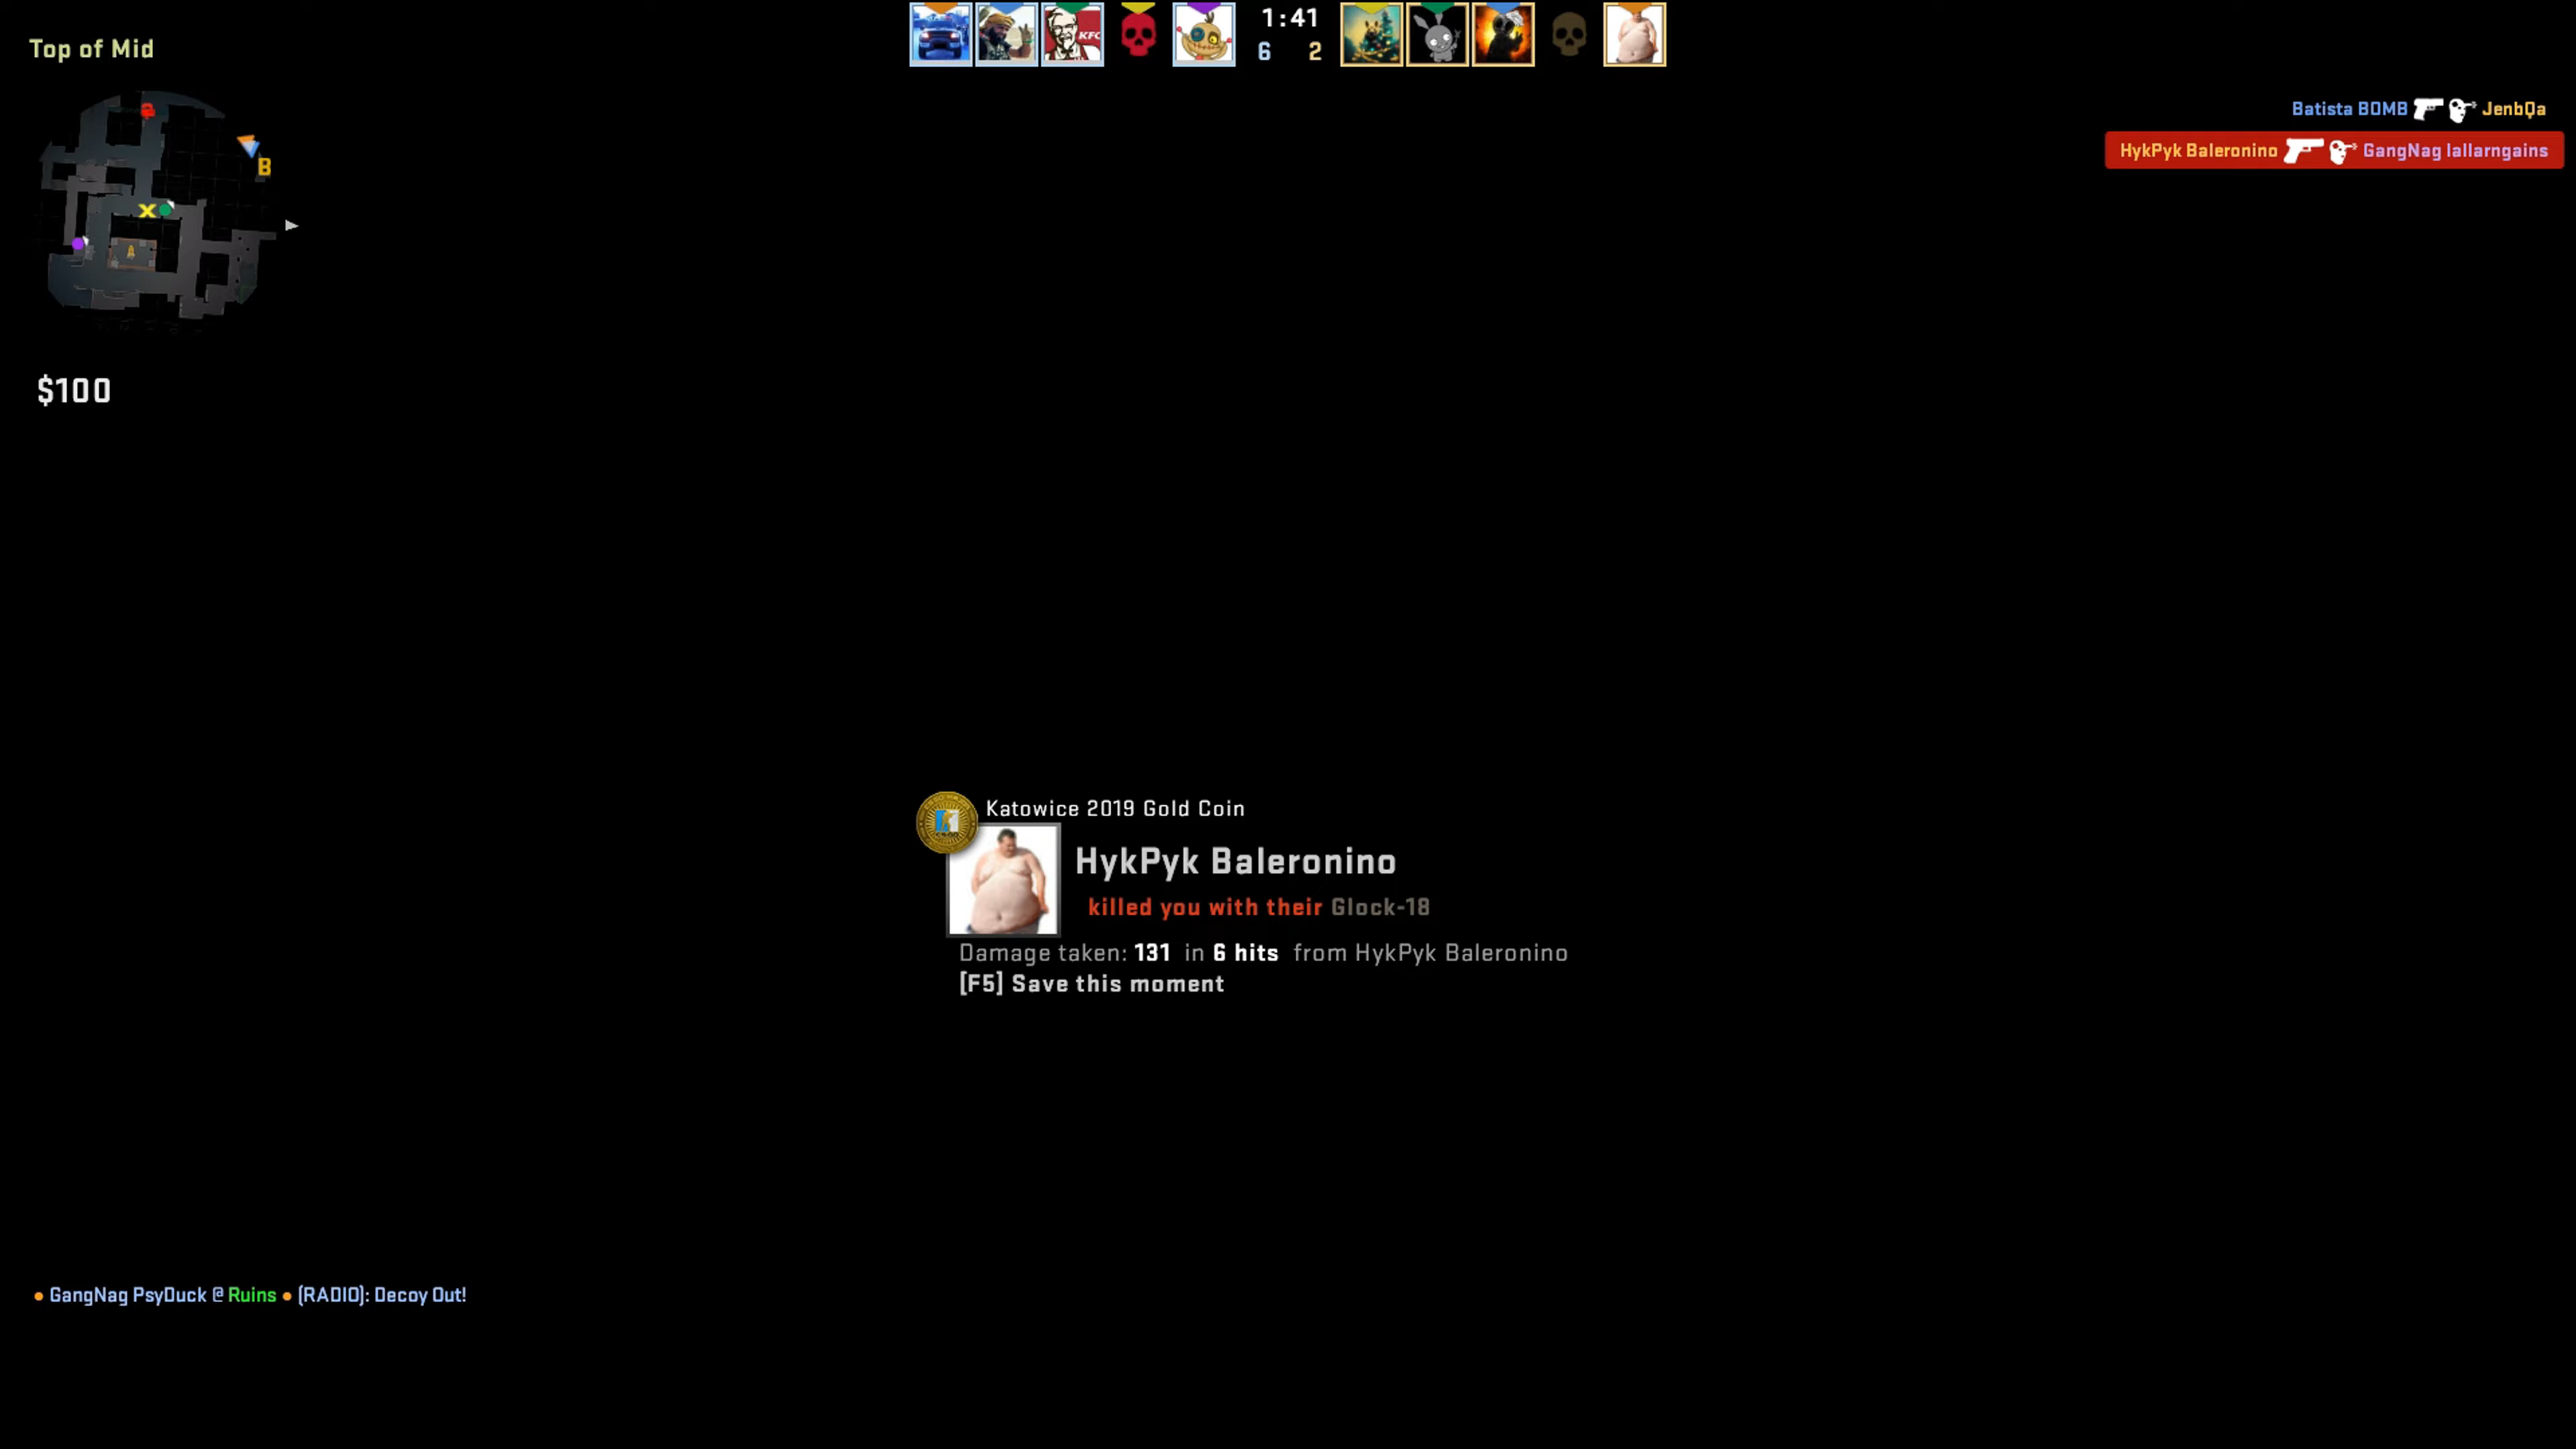 Top of Mid
1:41
6 2
KFC
Batista BOMB JenbQa
HykPyk Baleronino GangNag lallarngains
B
X
$100
Katowice 2019 Gold Coin
HykPyk Baleronino
killed you with their Glock-18
Damage taken: 131 in 6 hits from HykPyk Baleronino
[F5] Save this moment
GangNag PsyDuck @ Ruins ● (RADIO): Decoy Out!